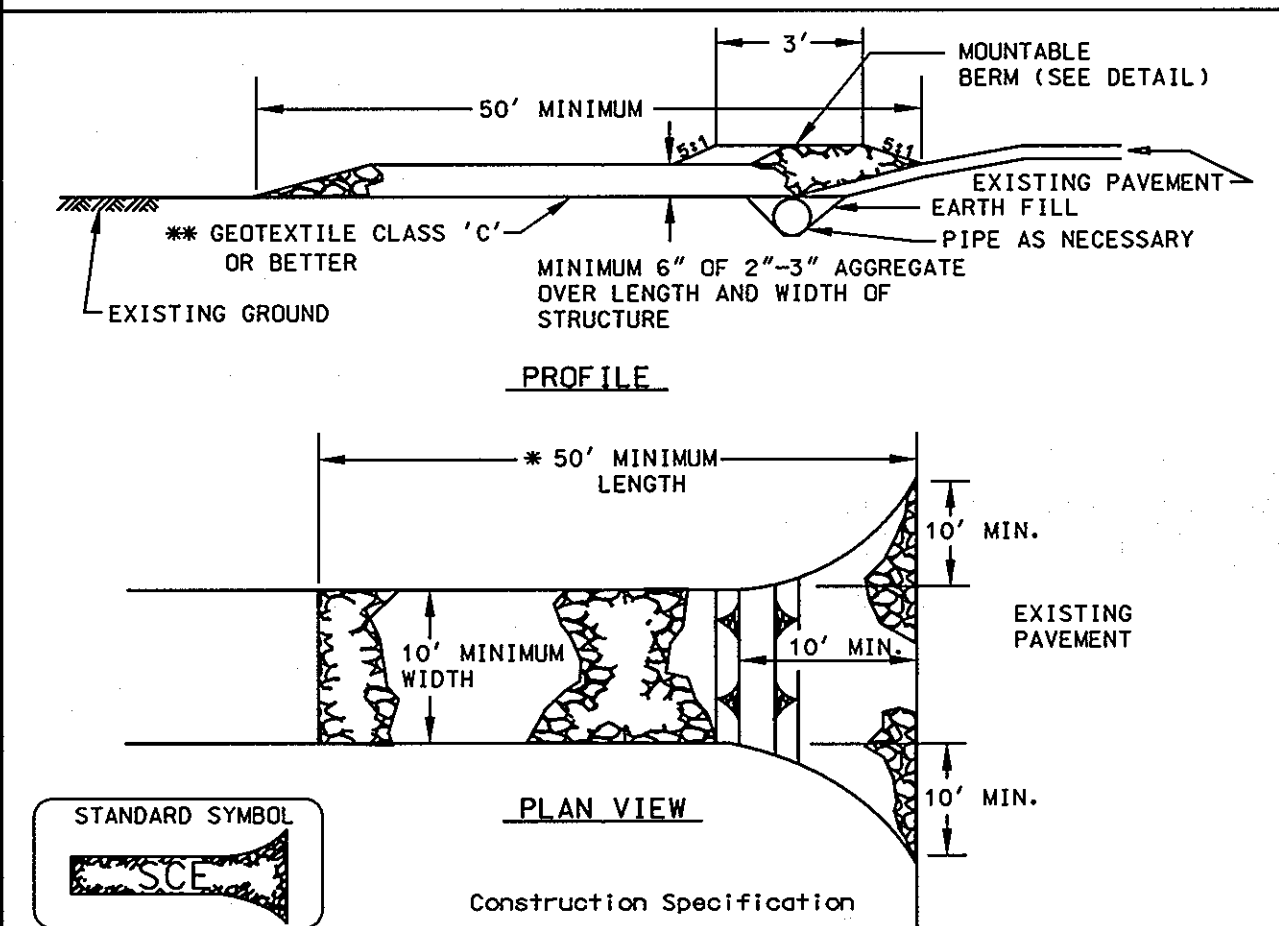 3'
MOUNTABLE
BERM (SEE DETAIL)
50' MINIMUM
5:1
5:1
EXISTING PAVEMENT
EARTH FILL
PIPE AS NECESSARY
** GEOTEXTILE CLASS 'C'
OR BETTER
MINIMUM 6" OF 2"-3" AGGREGATE
OVER LENGTH AND WIDTH OF
STRUCTURE
EXISTING GROUND
PROFILE
* 50' MINIMUM
LENGTH
10' MIN.
EXISTING
PAVEMENT
10' MINIMUM
WIDTH
10' MIN.
10' MIN.
PLAN VIEW
STANDARD SYMBOL
SCE
Construction Specification